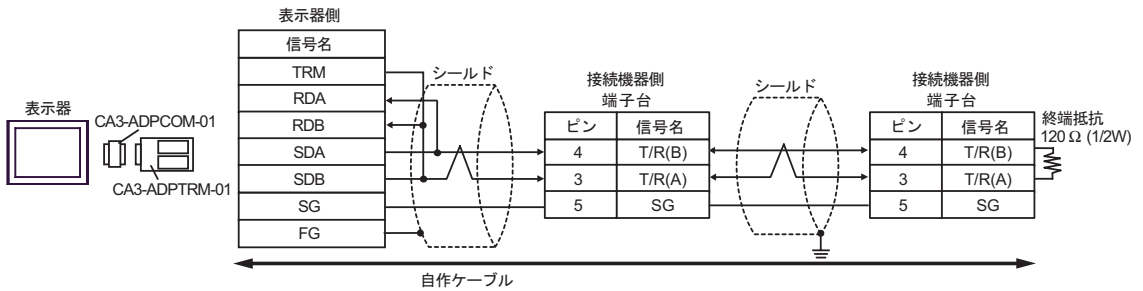 表示器
CA3-ADPCOM-01
CA3-ADPTRM-01
表示器側
信号名
TRM
RDA
RDB
SDA
SDB
SG
FG
シールド
接続機器側
端子台
ピン 信号名
4 T/R(B)
3 T/R(A)
5 SG
シールド
接続機器側
端子台
ピン 信号名
4 T/R(B)
3 T/R(A)
5 SG
終端抵抗
120 Ω (1/2W)
自作ケーブル